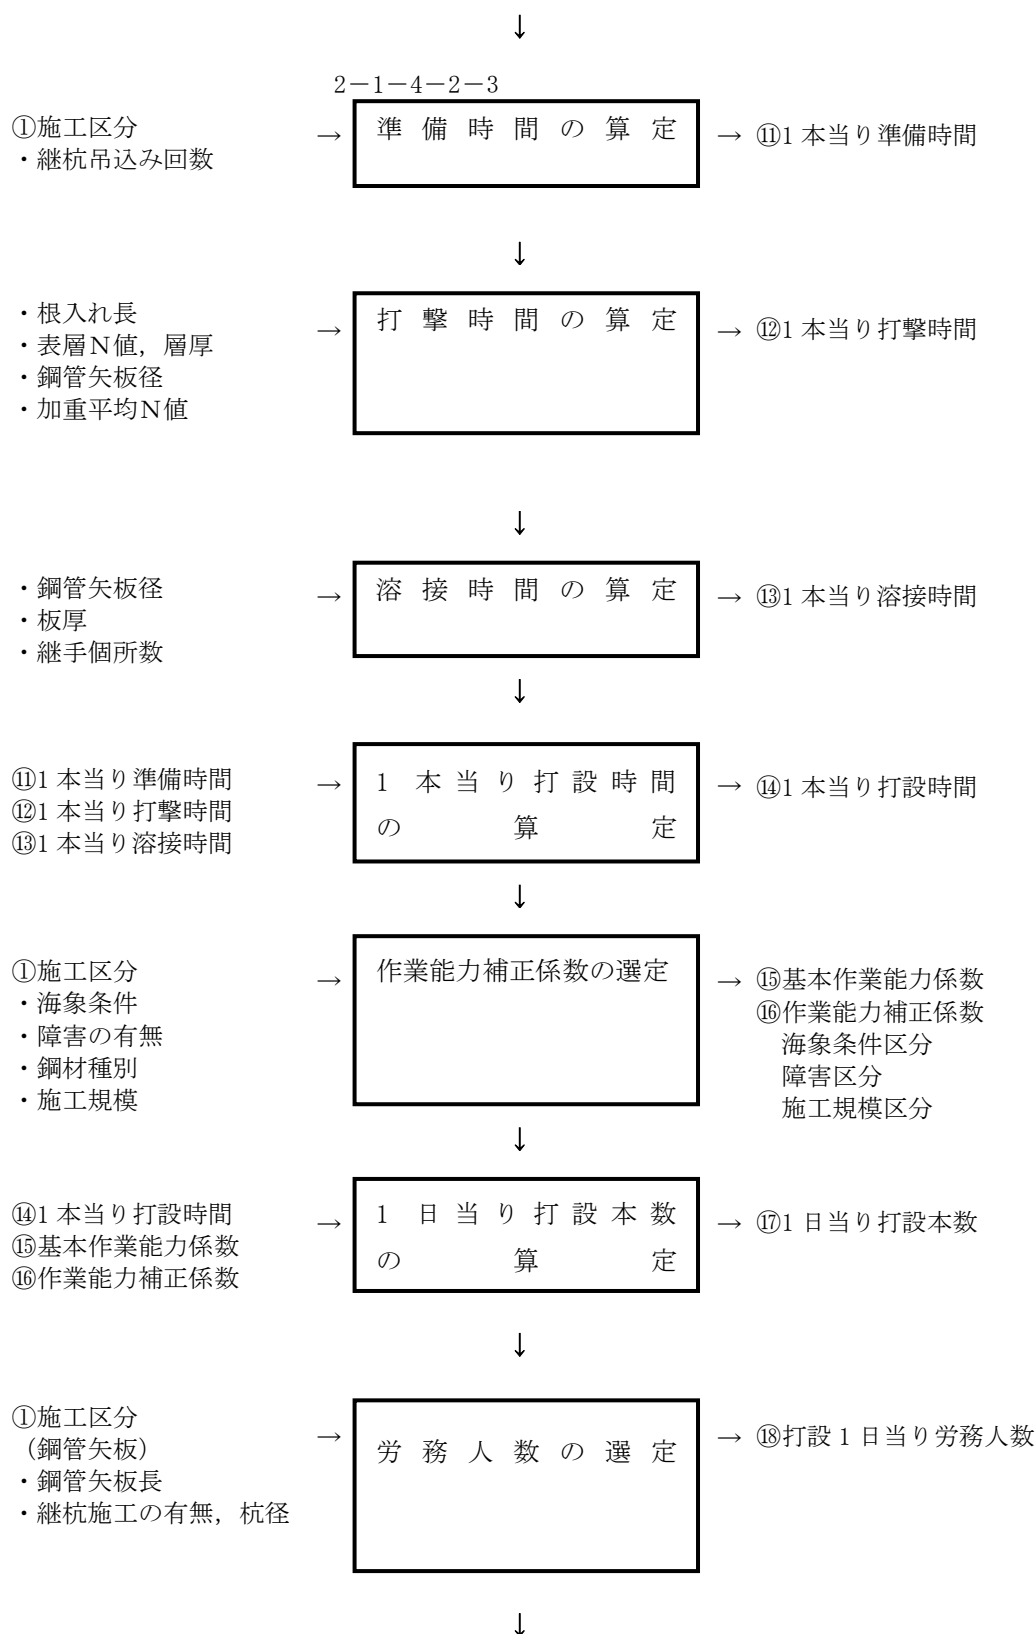 ↓
2-1-4-2-3
①施工区分
・継杭吊込み回数
→
準備時間の算定
→ ⑪1本当り準備時間
↓
・根入れ長
・表層N値，層厚
・鋼管矢板径
・加重平均N値
→
打撃時間の算定
→ ⑫1本当り打撃時間
↓
・鋼管矢板径
・板厚
・継手個所数
→
溶接時間の算定
→ ⑬1本当り溶接時間
↓
⑪1本当り準備時間
⑫1本当り打撃時間
⑬1本当り溶接時間
→
1本当り打設時間
の算定
→ ⑭1本当り打設時間
↓
①施工区分
・海象条件
・障害の有無
・鋼材種別
・施工規模
→
作業能力補正係数の選定
→ ⑮基本作業能力係数
⑯作業能力補正係数
海象条件区分
障害区分
施工規模区分
↓
⑭1本当り打設時間
⑮基本作業能力係数
⑯作業能力補正係数
→
1日当り打設本数
の算定
→ ⑰1日当り打設本数
↓
①施工区分
（鋼管矢板）
・鋼管矢板長
・継杭施工の有無，杭径
→
労務人数の選定
→ ⑱打設1日当り労務人数
↓